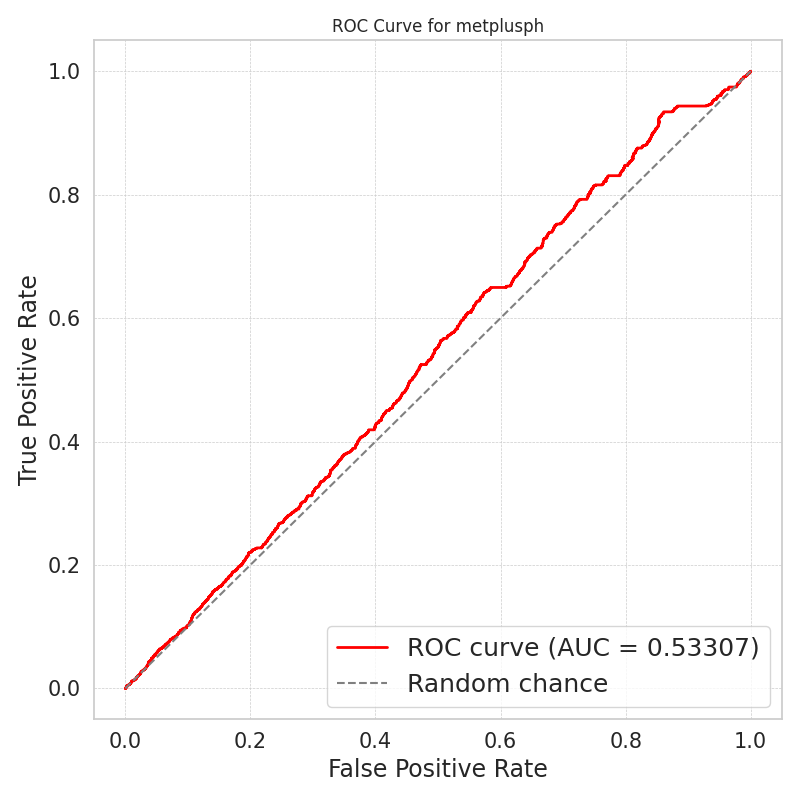 ROC Curve for metplusph
1.0
0.8
0.6
0.4
0.2
0.0
True Positive Rate
ROC curve (AUC = 0.53307)
Random chance
0.0 0.2 0.4 0.6 0.8 1.0
False Positive Rate